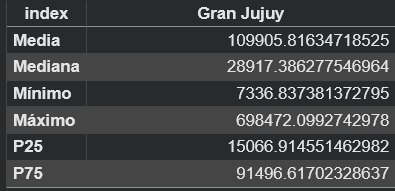 index Gran Jujuy
Media 109905.81634718525
Mediana 28917.386277546964
Mínimo 7336.837381372795
Máximo 698472.0992742978
P25 15066.914551462982
P75 91496.61702328637